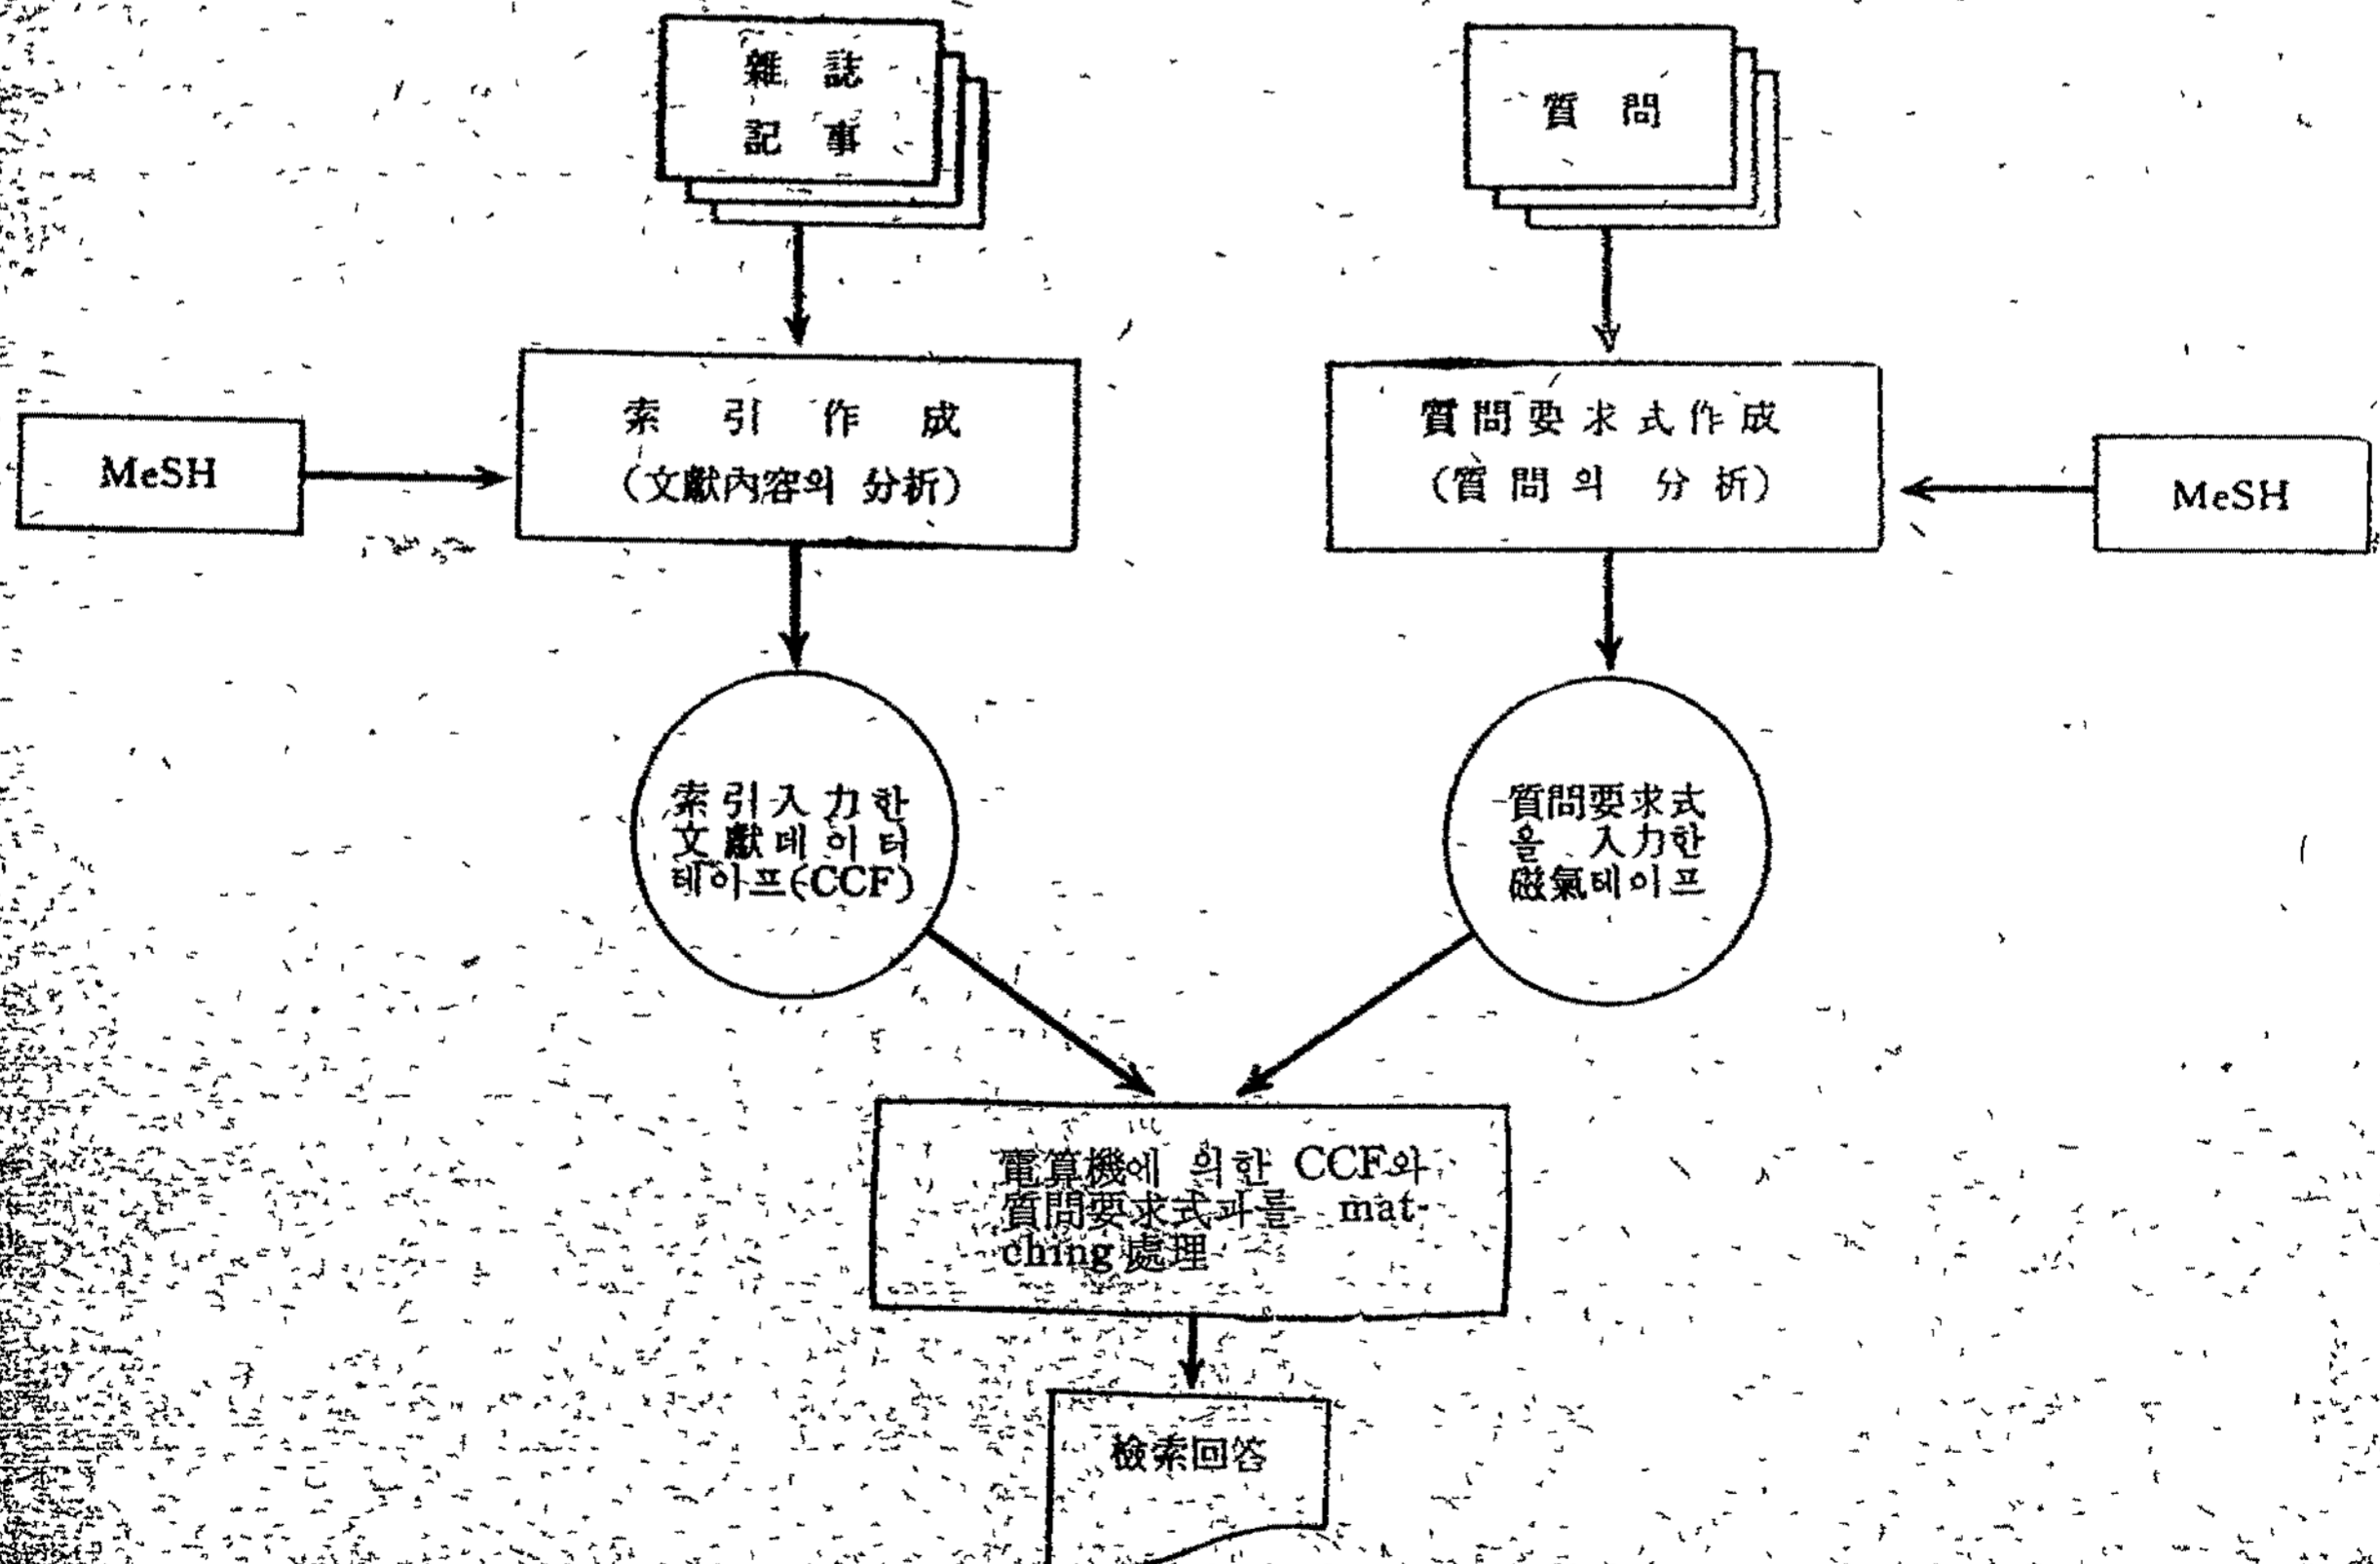 雜 誌
記 事
質 問
索 引 作 成
(文獻內容의 分析)
質問要求式作成
(質問의 分析)
MeSH
MeSH
索引入力한
文獻데이터
테아프(CCF)
質問要求式
을 入力한
磁氣테이프
電算機에 의한 CCF와
質問要求式과를 mat-
ching 處理
檢索回答